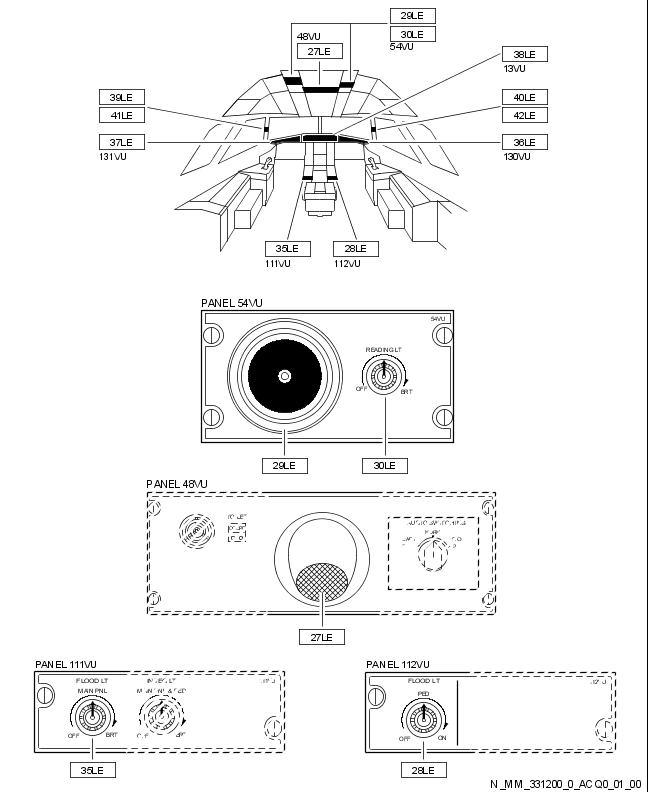 29LE
48VU
30LE
27LE
54VU
38LE
13VU
39LE
40LE
41LE
42LE
37LE
36LE
131VU
130VU
35LE
28LE
111VU
112VU
PANEL 54VU
54VU
READING LT
OFF
BRT
29LE
30LE
PANEL 48VU
27LE
PANEL 111VU
FLOOD LT
MAIN PNL
OFF
BRT
35LE
PANEL 112VU
FLOOD LT
PED
OFF
ON
28LE
N_MM_331200_0_ACQ0_01_00